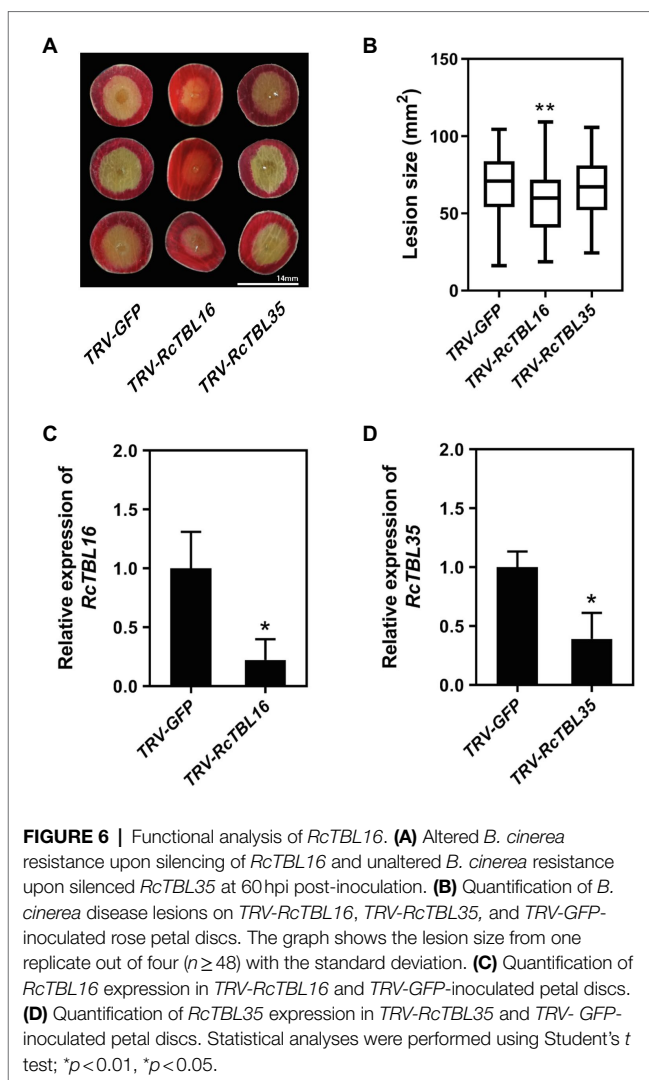 A
14mm
TRV-GFP
TRV-RcTBL16
TRV-RcTBL35
B
Lesion size (mm²)
150
100
50
0
**
TRV-GFP
TRV-RcTBL16
TRV-RcTBL35
C
Relative expression of
RcTBL16
2.0
1.5
1.0
0.5
0.0
*
TRV-GFP
TRV-RcTBL16
D
Relative expression of
RcTBL35
2.0
1.5
1.0
0.5
0.0
*
TRV-GFP
TRV-RcTBL35
FIGURE 6 | Functional analysis of RcTBL16. (A) Altered B. cinerea
resistance upon silencing of RcTBL16 and unaltered B. cinerea resistance
upon silenced RcTBL35 at 60 hpi post-inoculation. (B) Quantification of B.
cinerea disease lesions on TRV-RcTBL16, TRV-RcTBL35, and TRV-GFP-
inoculated rose petal discs. The graph shows the lesion size from one
replicate out of four (n ≥ 48) with the standard deviation. (C) Quantification of
RcTBL16 expression in TRV-RcTBL16 and TRV-GFP-inoculated petal discs.
(D) Quantification of RcTBL35 expression in TRV-RcTBL35 and TRV- GFP-
inoculated petal discs. Statistical analyses were performed using Student's t
test; *p < 0.01, *p < 0.05.